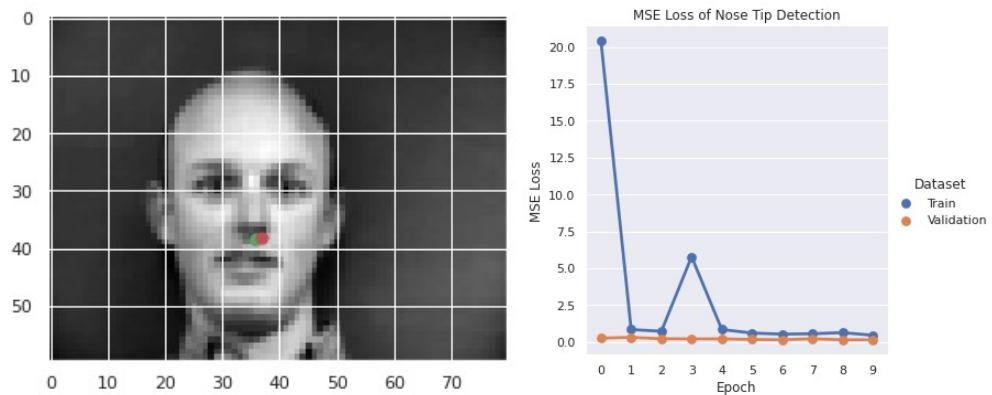 0
10
20
30
40
50
0 10 20 30 40 50 60 70
MSE Loss of Nose Tip Detection
20.0
17.5
15.0
12.5
10.0
7.5
5.0
2.5
0.0
MSE Loss
0 1 2 3 4 5 6 7 8 9
Epoch
Dataset
Train
Validation